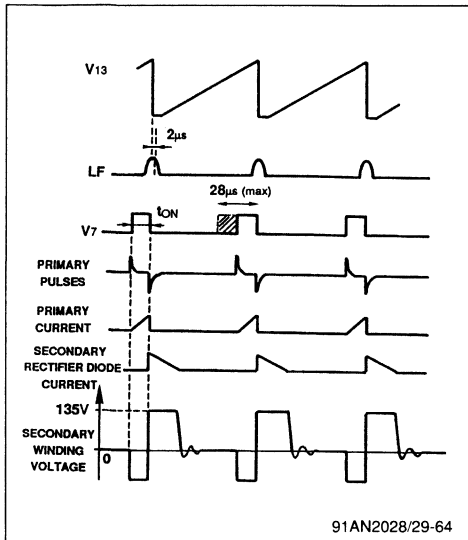 V13
2μs
LF
28μs (max)
tON
V7
PRIMARY
PULSES
PRIMARY
CURRENT
SECONDARY
RECTIFIER DIODE
CURRENT
135V
SECONDARY
WINDING
VOLTAGE
0
91AN2028/29-64